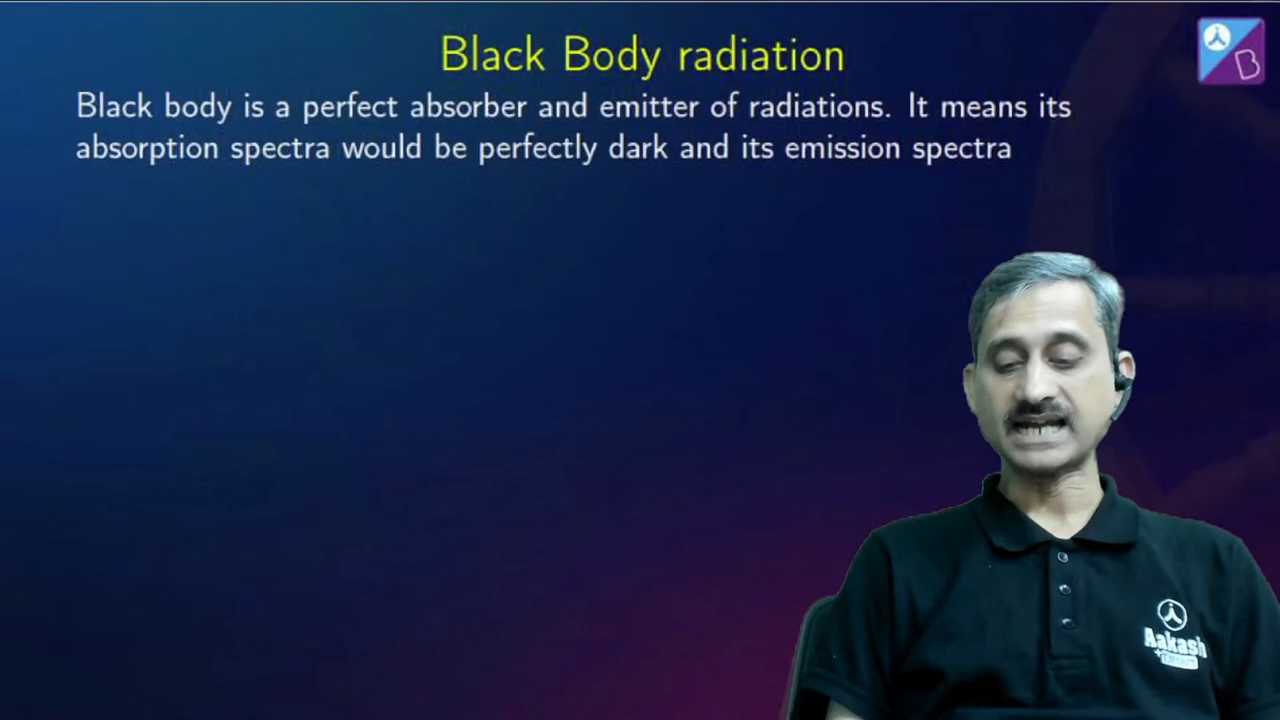 Black Body radiation
Black body is a perfect absorber and emitter of radiations. It means its
absorption spectra would be perfectly dark and its emission spectra
Aakash